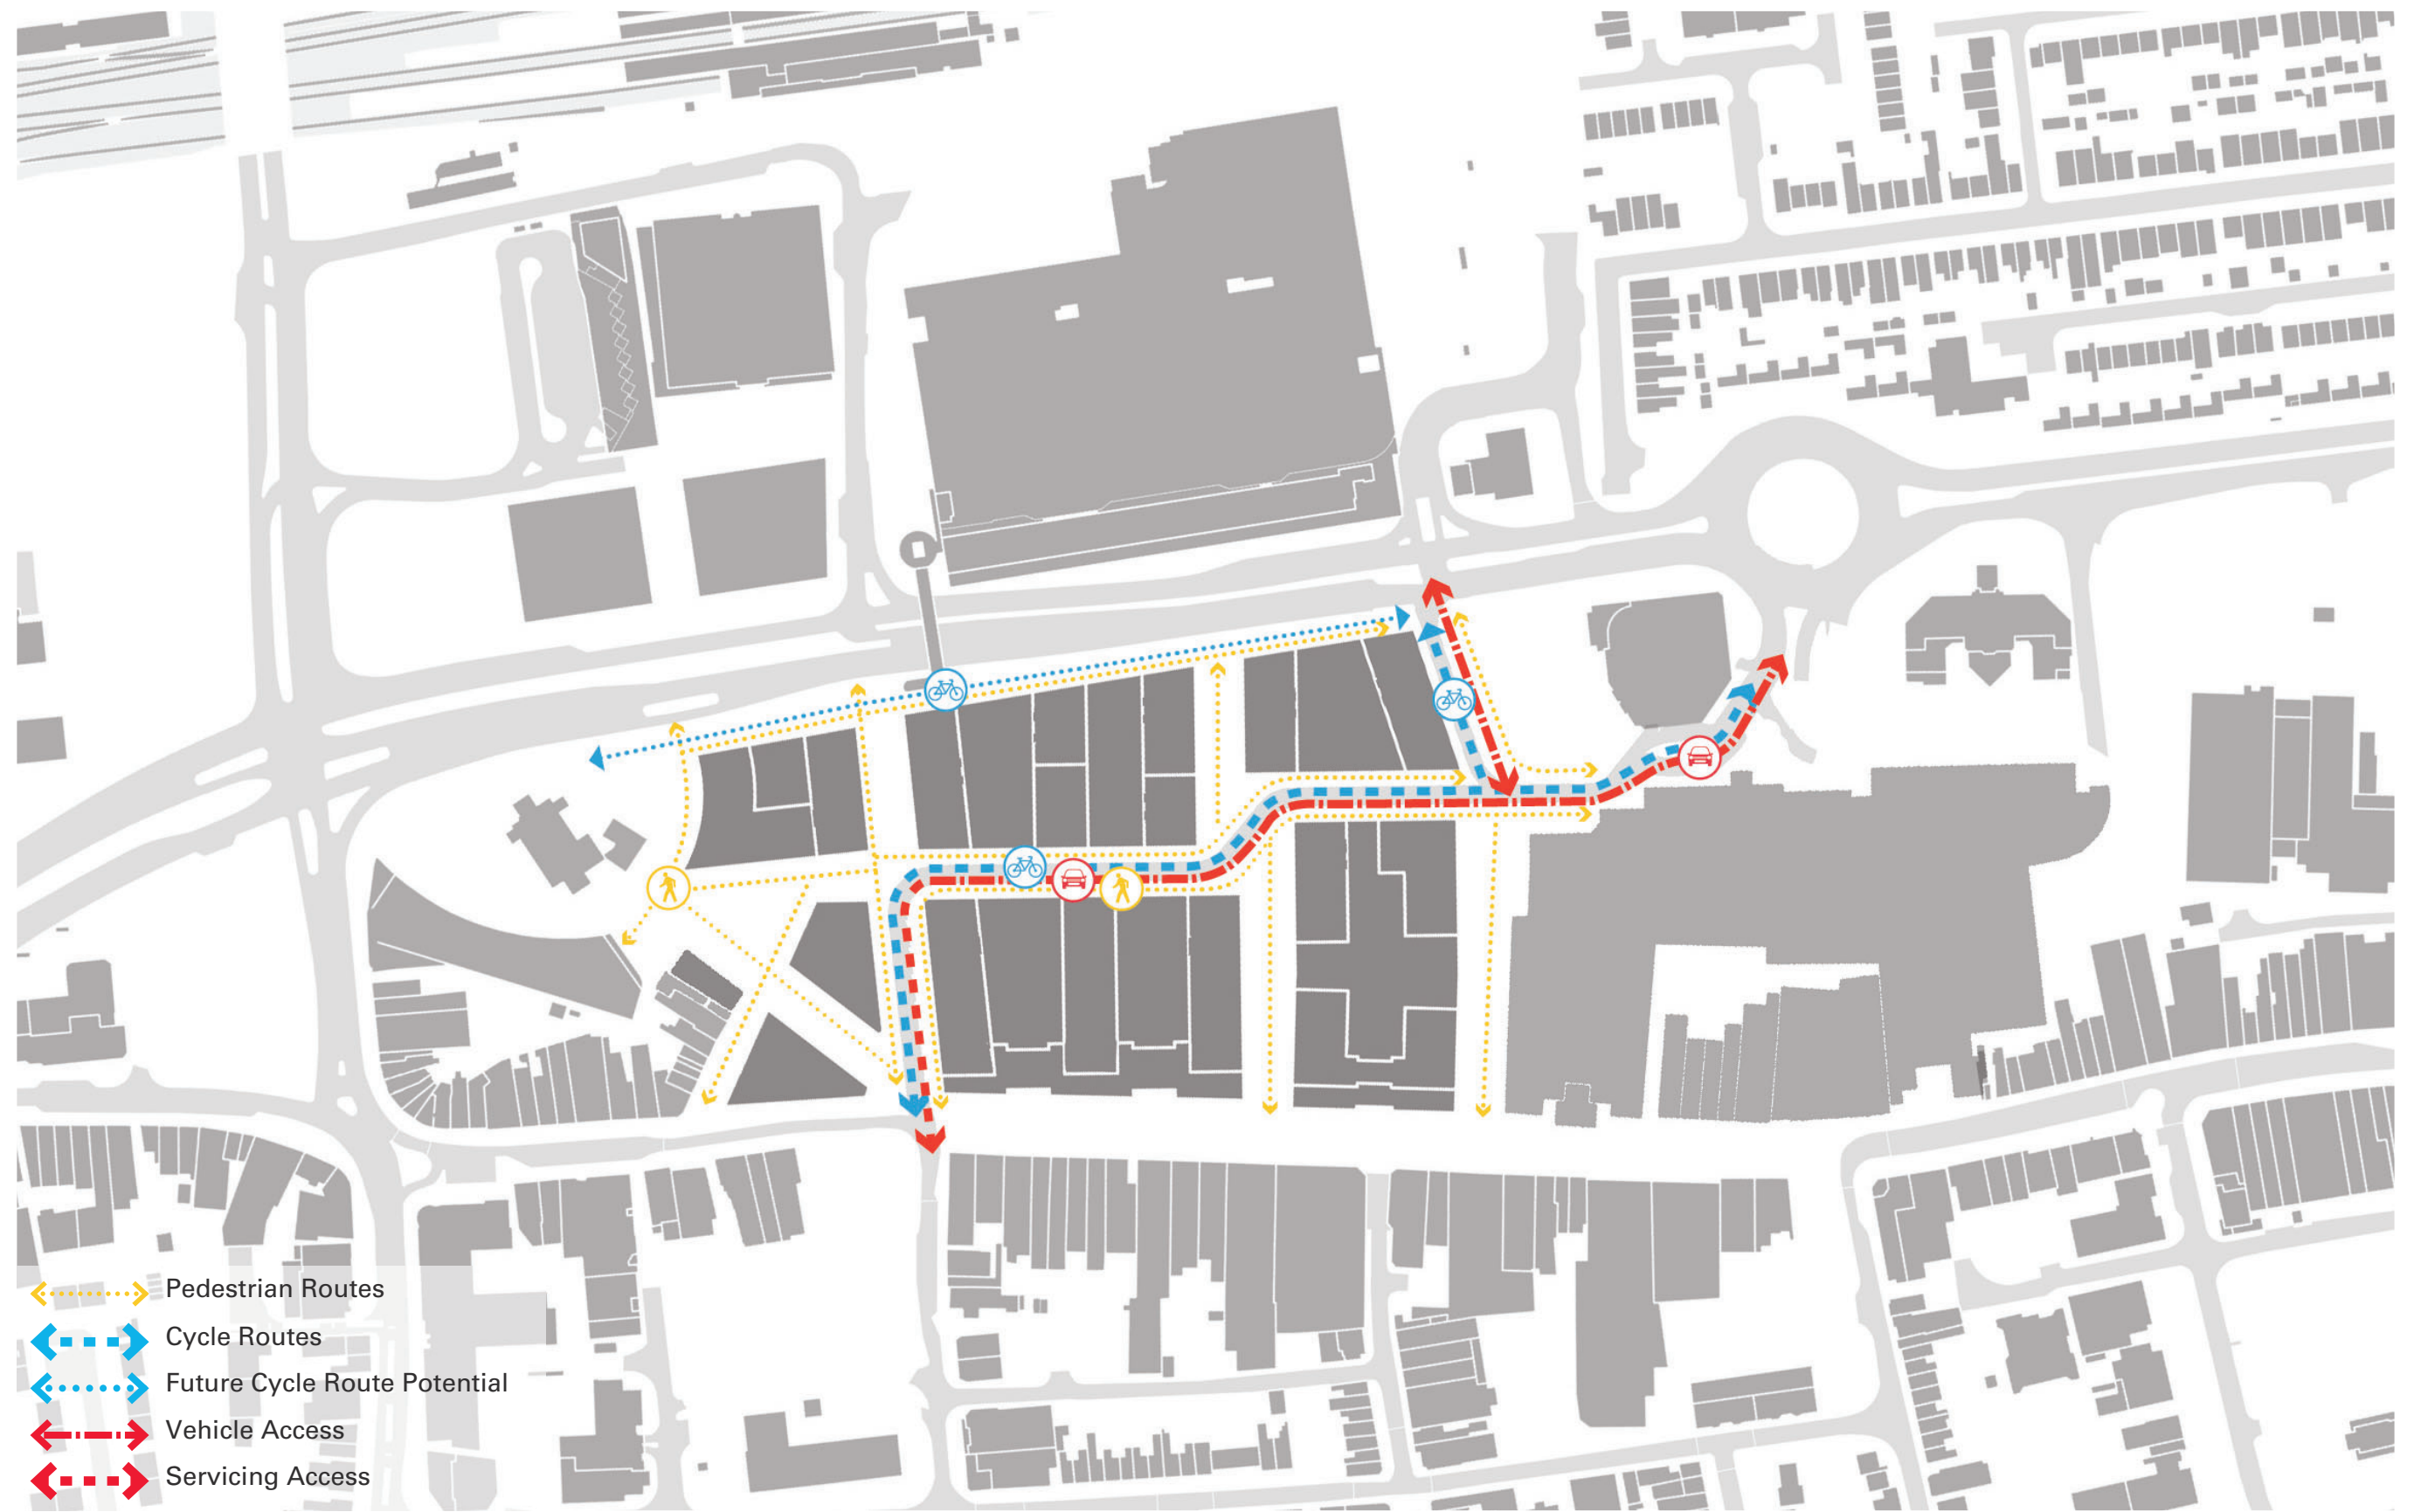 Pedestrian Routes
Cycle Routes
Future Cycle Route Potential
Vehicle Access
Servicing Access